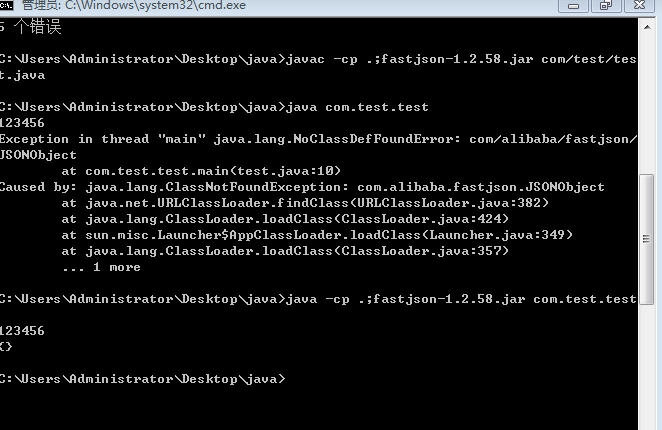 管理员: C:\Windows\system32\cmd.exe
5 个错误
C:\Users\Administrator\Desktop\java>javac -cp .;fastjson-1.2.58.jar com/test/tes
t.java
C:\Users\Administrator\Desktop\java>java com.test.test
123456
Exception in thread "main" java.lang.NoClassDefFoundError: com/alibaba/fastjson/
JSONObject
at com.test.test.main(test.java:10)
Caused by: java.lang.ClassNotFoundException: com.alibaba.fastjson.JSONObject
at java.net.URLClassLoader.findClass(URLClassLoader.java:382)
at java.lang.ClassLoader.loadClass(ClassLoader.java:424)
at sun.misc.Launcher$AppClassLoader.loadClass(Launcher.java:349)
at java.lang.ClassLoader.loadClass(ClassLoader.java:357)
... 1 more
C:\Users\Administrator\Desktop\java>java -cp .;fastjson-1.2.58.jar com.test.test
123456
{}
C:\Users\Administrator\Desktop\java>